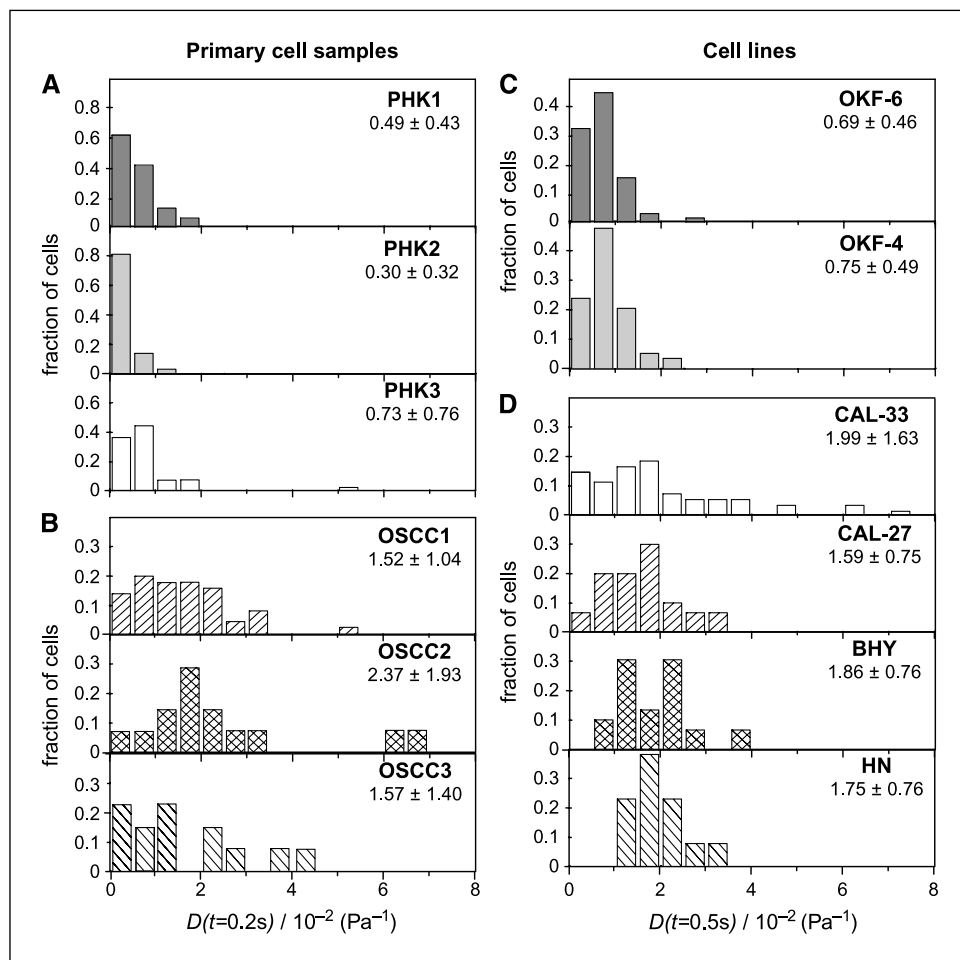 Primary cell samples
Cell lines
A
PHK1
0.49 ± 0.43
0.8
0.6
0.4
0.2
0
PHK2
0.30 ± 0.32
0.8
0.6
0.4
0.2
0
PHK3
0.73 ± 0.76
0.6
0.4
0.2
0
fraction of cells
B
OSCC1
1.52 ± 1.04
0.3
0.2
0.1
0
OSCC2
2.37 ± 1.93
0.3
0.2
0.1
0
OSCC3
1.57 ± 1.40
0.3
0.2
0.1
0
fraction of cells
0 2 4 6 8
D(t=0.2s) / 10⁻² (Pa⁻¹)
C
OKF-6
0.69 ± 0.46
0.4
0.3
0.2
0.1
0
OKF-4
0.75 ± 0.49
0.4
0.3
0.2
0.1
0
fraction of cells
D
CAL-33
1.99 ± 1.63
0.3
0.2
0.1
0
CAL-27
1.59 ± 0.75
0.3
0.2
0.1
0
BHY
1.86 ± 0.76
0.3
0.2
0.1
0
HN
1.75 ± 0.76
0.3
0.2
0.1
0
fraction of cells
0 2 4 6 8
D(t=0.5s) / 10⁻² (Pa⁻¹)